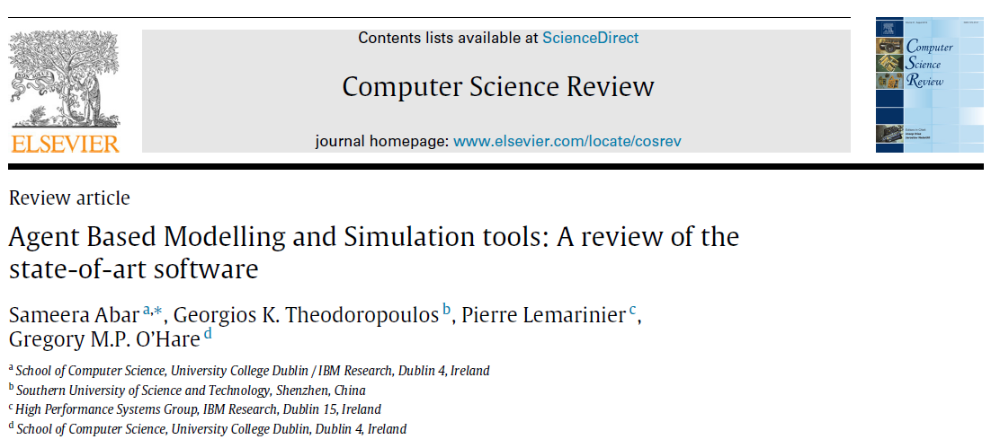 Contents lists available at ScienceDirect
Computer Science Review
journal homepage: www.elsevier.com/locate/cosrev
ELSEVIER
Computer
Science
Review
Review article
Agent Based Modelling and Simulation tools: A review of the
state-of-art software
Sameera Abar a,*, Georgios K. Theodoropoulos b, Pierre Lemarinier c,
Gregory M.P. O’Hare d
a School of Computer Science, University College Dublin / IBM Research, Dublin 4, Ireland
b Southern University of Science and Technology, Shenzhen, China
c High Performance Systems Group, IBM Research, Dublin 15, Ireland
d School of Computer Science, University College Dublin, Dublin 4, Ireland